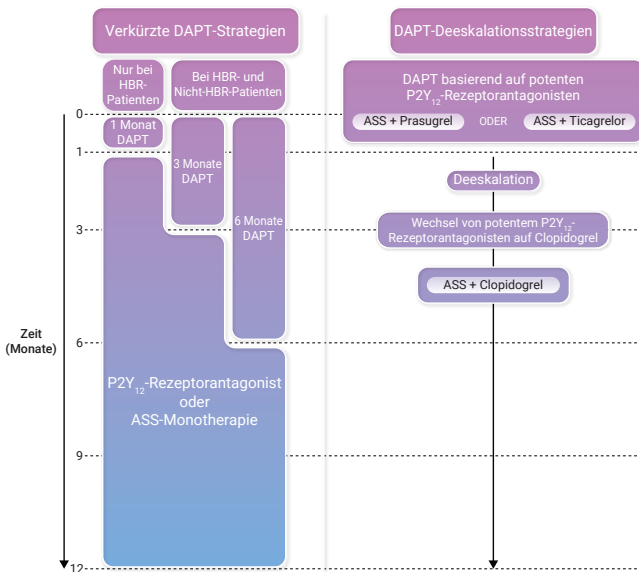 Verkürzte DAPT-Strategien
Nur bei
HBR-
Patienten
Bei HBR- und
Nicht-HBR-Patienten
1 Monat
DAPT
3 Monate
DAPT
6 Monate
DAPT
P2Y₁₂-Rezeptorantagonist
oder
ASS-Monotherapie
Zeit
(Monate)
0
1
3
6
9
12
DAPT-Deeskalationsstrategien
DAPT basierend auf potenten
P2Y₁₂-Rezeptorantagonisten
ASS + Prasugrel ODER ASS + Ticagrelor
Deeskalation
Wechsel von potentem P2Y₁₂-
Rezeptorantagonisten auf Clopidogrel
ASS + Clopidogrel